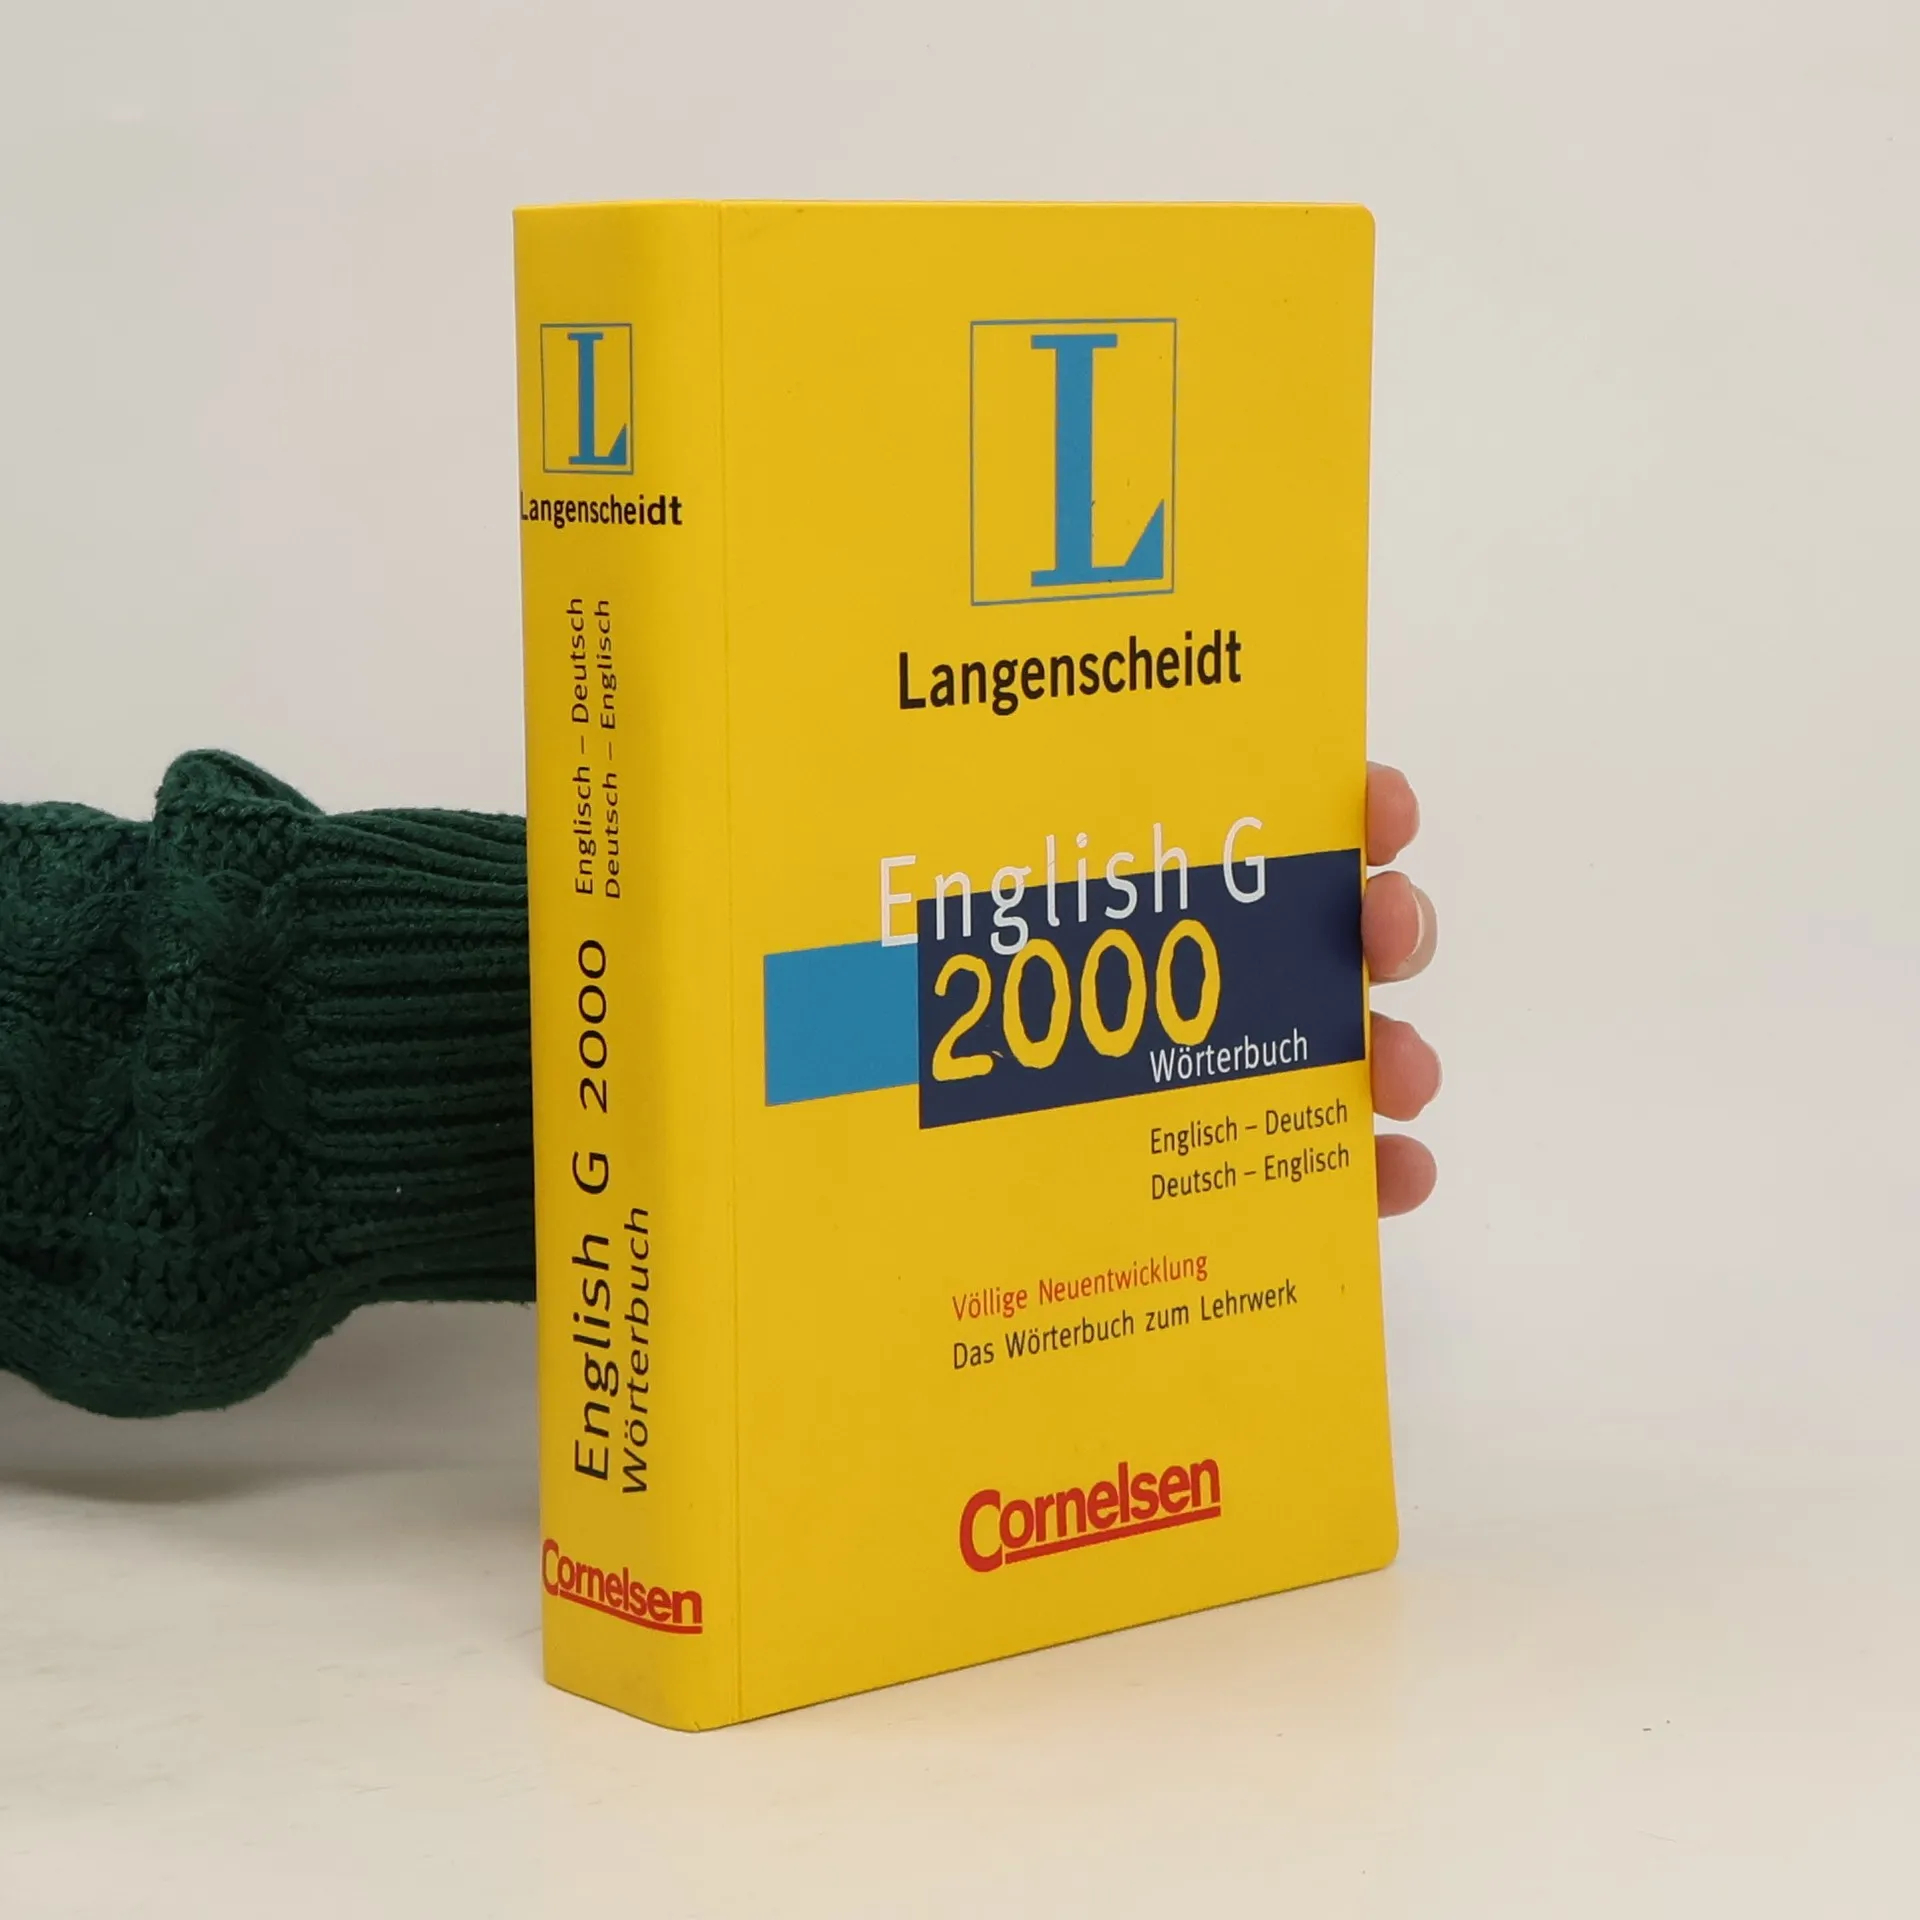 L
Langenscheidt
Englisch – Deutsch
Deutsch – Englisch
English G 2000
Wörterbuch
Cornelsen
L
Langenscheidt
English G
2000
Wörterbuch
Englisch – Deutsch
Deutsch – Englisch
Völlige Neuentwicklung
Das Wörterbuch zum Lehrwerk
Cornelsen